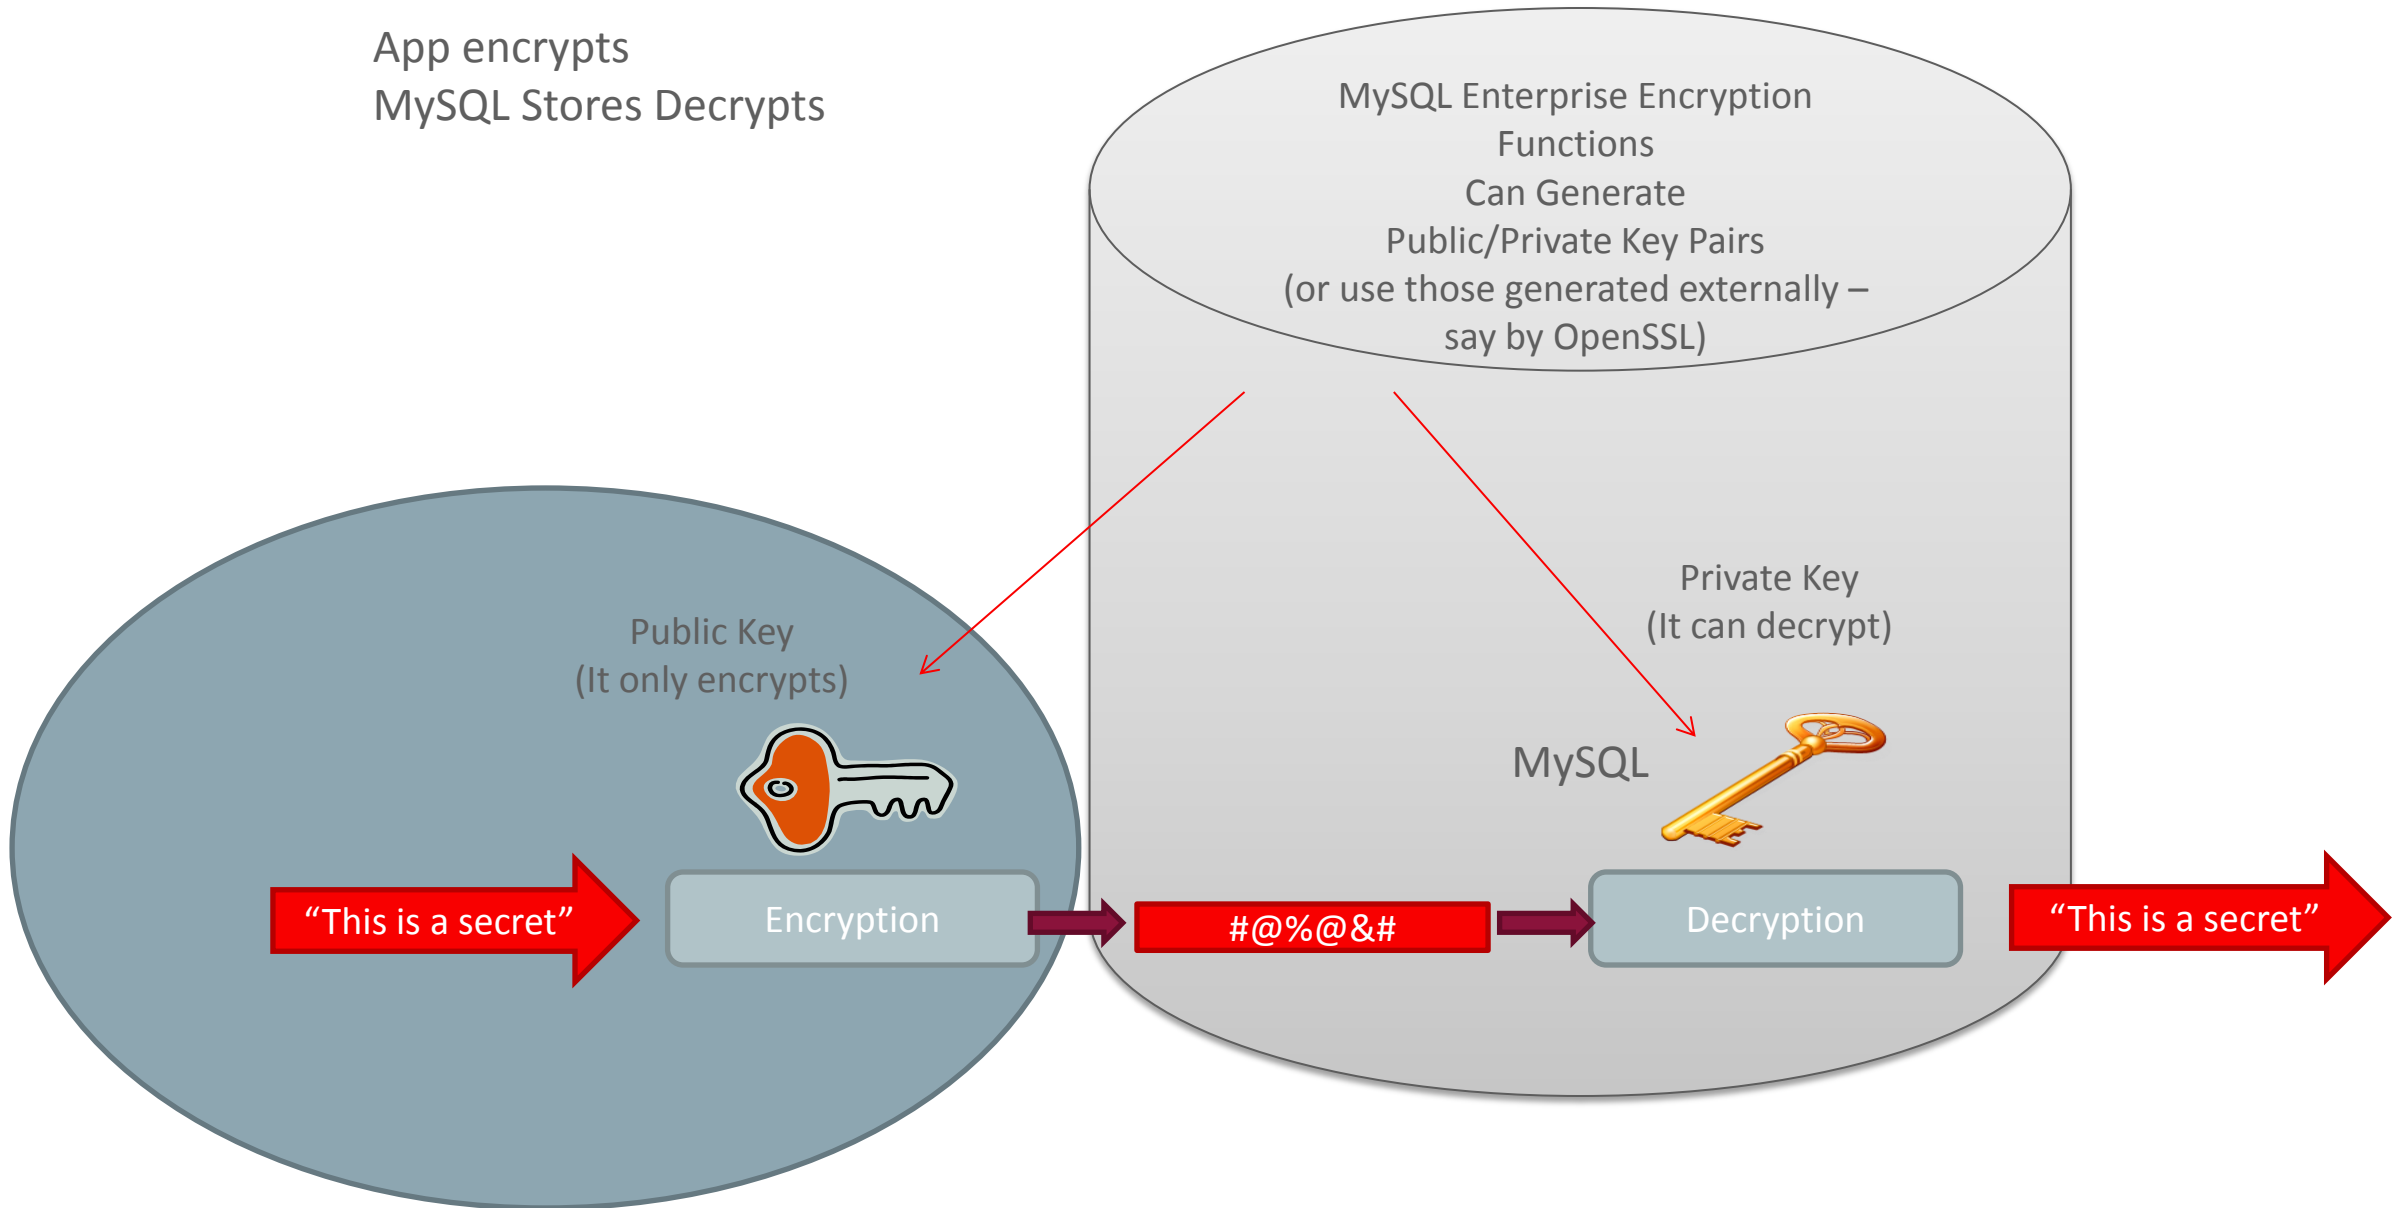 App encrypts
MySQL Stores Decrypts
MySQL Enterprise Encryption
Functions
Can Generate
Public/Private Key Pairs
(or use those generated externally –
say by OpenSSL)
Private Key
(It can decrypt)
Public Key
(It only encrypts)
MySQL
“This is a secret”
Encryption
#@%@&#
Decryption
“This is a secret”